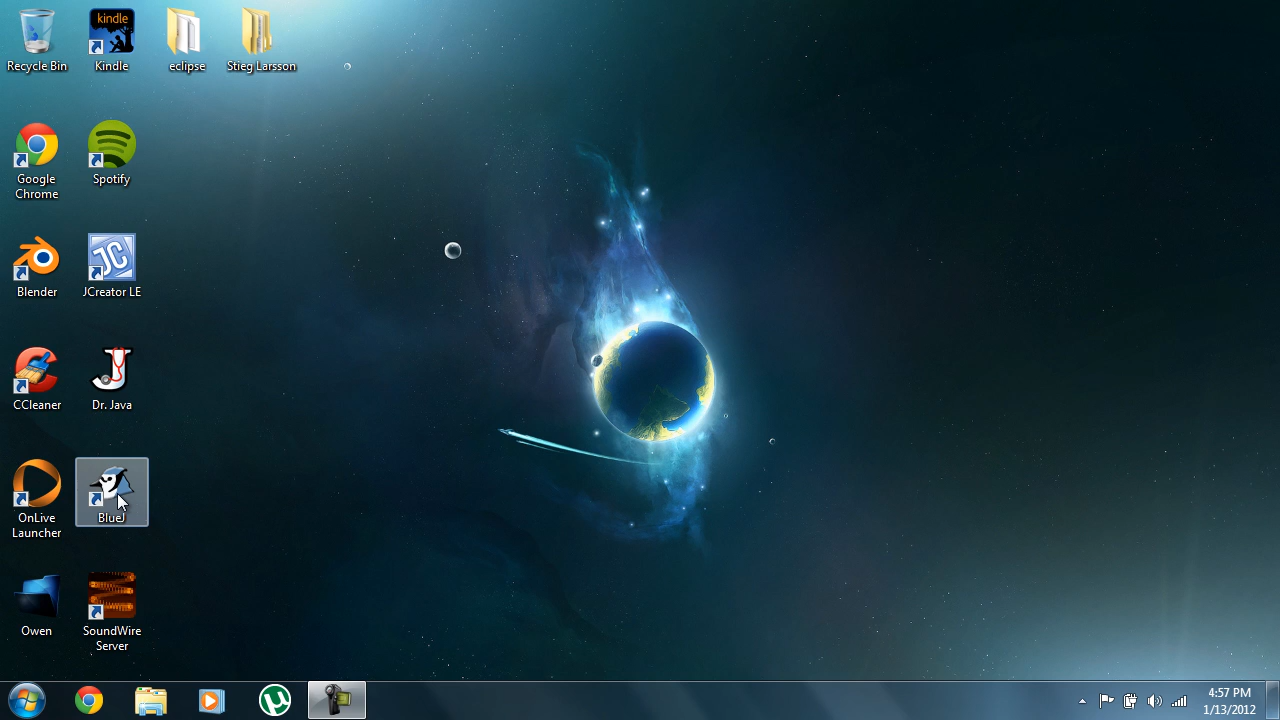 kindle
Recycle Bin
Kindle
eclipse
Stieg Larsson
Google
Chrome
Spotify
Blender
JC
JCreator LE
CCleaner
Dr. Java
OnLive
Launcher
BlueJ
Owen
SoundWire
Server
4:57 PM
1/13/2012